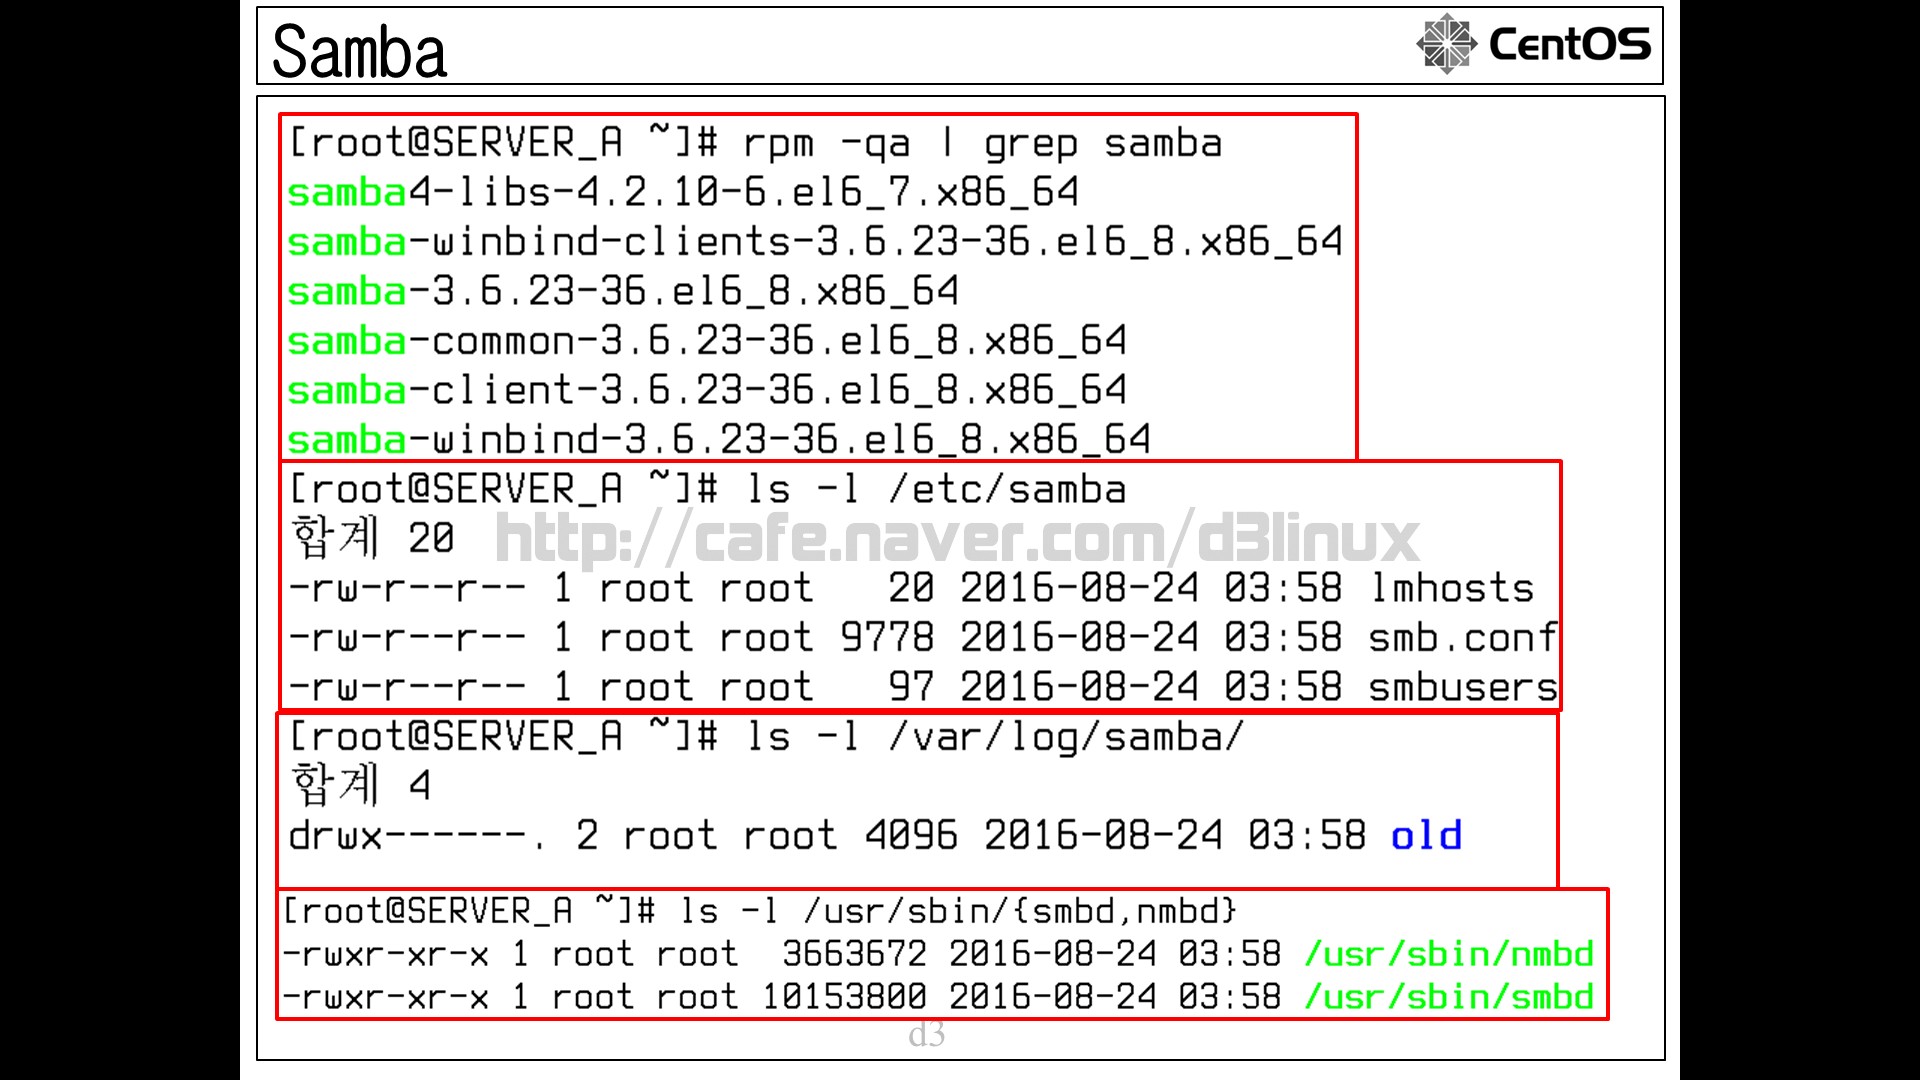 Samba
CentOS
[root@SERVER_A ~]# rpm -qa | grep samba
samba4-libs-4.2.10-6.el6_7.x86_64
samba-winbind-clients-3.6.23-36.el6_8.x86_64
samba-3.6.23-36.el6_8.x86_64
samba-common-3.6.23-36.el6_8.x86_64
samba-client-3.6.23-36.el6_8.x86_64
samba-winbind-3.6.23-36.el6_8.x86_64
[root@SERVER_A ~]# ls -l /etc/samba
합계 20
http://cafe.naver.com/d3linux
-rw-r--r-- 1 root root   20 2016-08-24 03:58 lmhosts
-rw-r--r-- 1 root root 9778 2016-08-24 03:58 smb.conf
-rw-r--r-- 1 root root   97 2016-08-24 03:58 smbusers
[root@SERVER_A ~]# ls -l /var/log/samba/
합계 4
drwx------. 2 root root 4096 2016-08-24 03:58 old
[root@SERVER_A ~]# ls -l /usr/sbin/{smbd,nmbd}
-rwxr-xr-x 1 root root  3663672 2016-08-24 03:58 /usr/sbin/nmbd
-rwxr-xr-x 1 root root 10153800 2016-08-24 03:58 /usr/sbin/smbd
d3